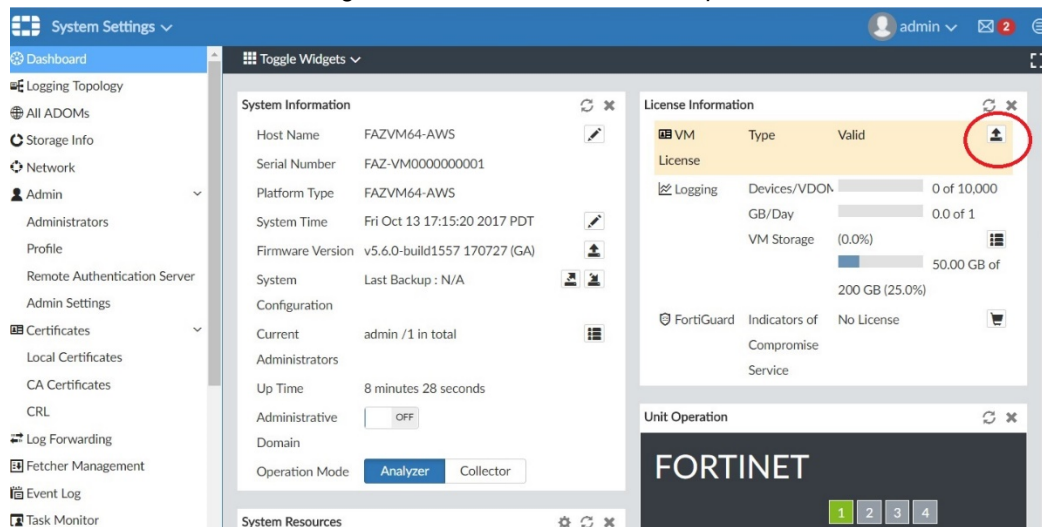 System Settings
admin
2
Dashboard
Logging Topology
All ADOMs
Storage Info
Network
Admin
Administrators
Profile
Remote Authentication Server
Admin Settings
Certificates
Local Certificates
CA Certificates
CRL
Log Forwarding
Fetcher Management
Event Log
Task Monitor
Toggle Widgets
System Information
Host Name FAZVM64-AWS
Serial Number FAZ-VM0000000001
Platform Type FAZVM64-AWS
System Time Fri Oct 13 17:15:20 2017 PDT
Firmware Version v5.6.0-build1557 170727 (GA)
System Last Backup : N/A
Configuration
Current admin /1 in total
Administrators
Up Time 8 minutes 28 seconds
Administrative OFF
Domain
Operation Mode Analyzer Collector
System Resources
License Information
VM Type Valid
License
Logging Devices/VDOM 0 of 10,000
GB/Day 0.0 of 1
VM Storage (0.0%)
50.00 GB of
200 GB (25.0%)
FortiGuard Indicators of No License
Compromise
Service
Unit Operation
FORTINET
1 2 3 4